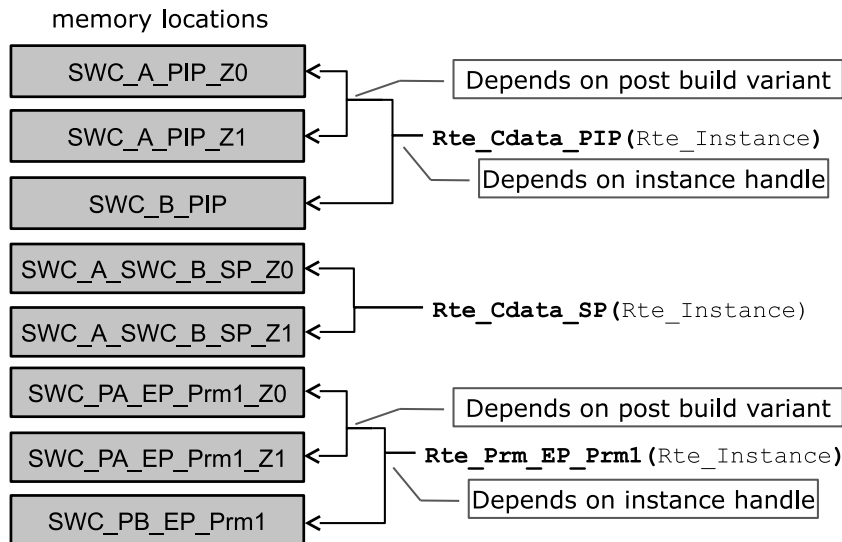 memory locations
SWC_A_PIP_Z0
Depends on post build variant
SWC_A_PIP_Z1
Rte_Cdata_PIP(Rte_Instance)
Depends on instance handle
SWC_B_PIP
SWC_A_SWC_B_SP_Z0
Rte_Cdata_SP(Rte_Instance)
SWC_A_SWC_B_SP_Z1
SWC_PA_EP_Prm1_Z0
Depends on post build variant
SWC_PA_EP_Prm1_Z1
Rte_Prm_EP_Prm1(Rte_Instance)
Depends on instance handle
SWC_PB_EP_Prm1